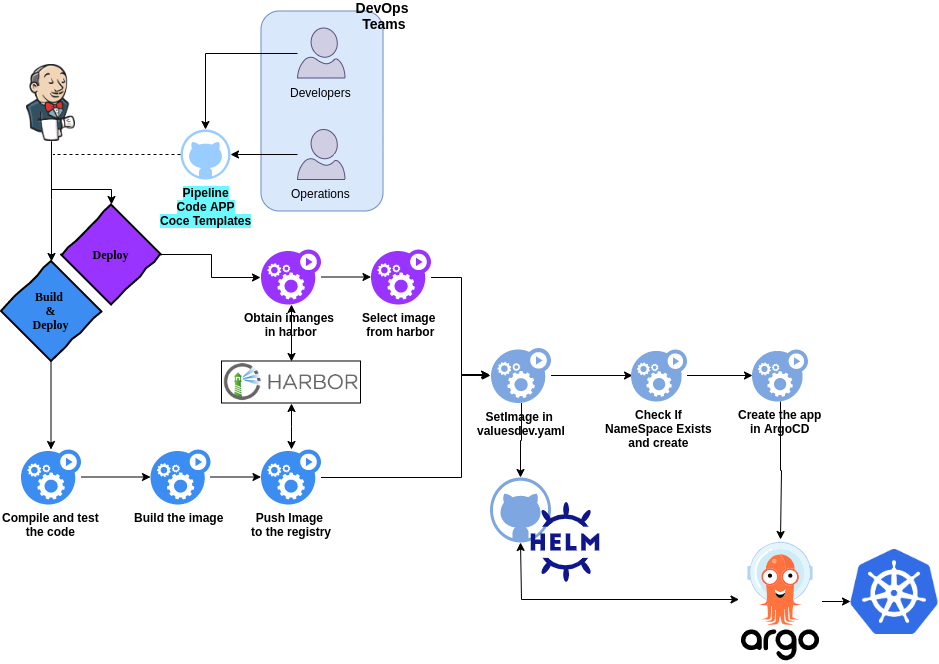 DevOps
Teams
Developers
Operations
Pipeline
Code APP
Coce Templates
Deploy
Build
&
Deploy
Obtain imanges
in harbor
Select image
from harbor
HARBOR
SetImage in
valuesdev.yaml
Check If
NameSpace Exists
and create
Create the app
in ArgoCD
Compile and test
the code
Build the image
Push Image
to the registry
HELM
argo